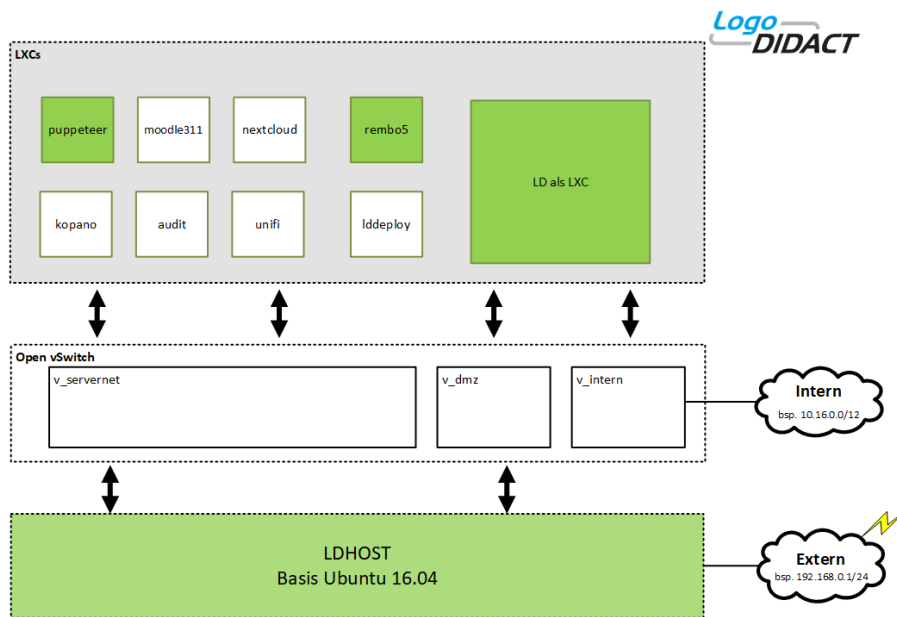 Logo
DIDACT
LXCs
puppeteer
moodle311
nextcloud
rembo5
LD als LXC
kopano
audit
unifi
lddeploy
Open vSwitch
v_servernet
v_dmz
v_intern
Intern
bsp. 10.16.0.0/12
LDHOST
Basis Ubuntu 16.04
Extern
bsp. 192.168.0.1/24